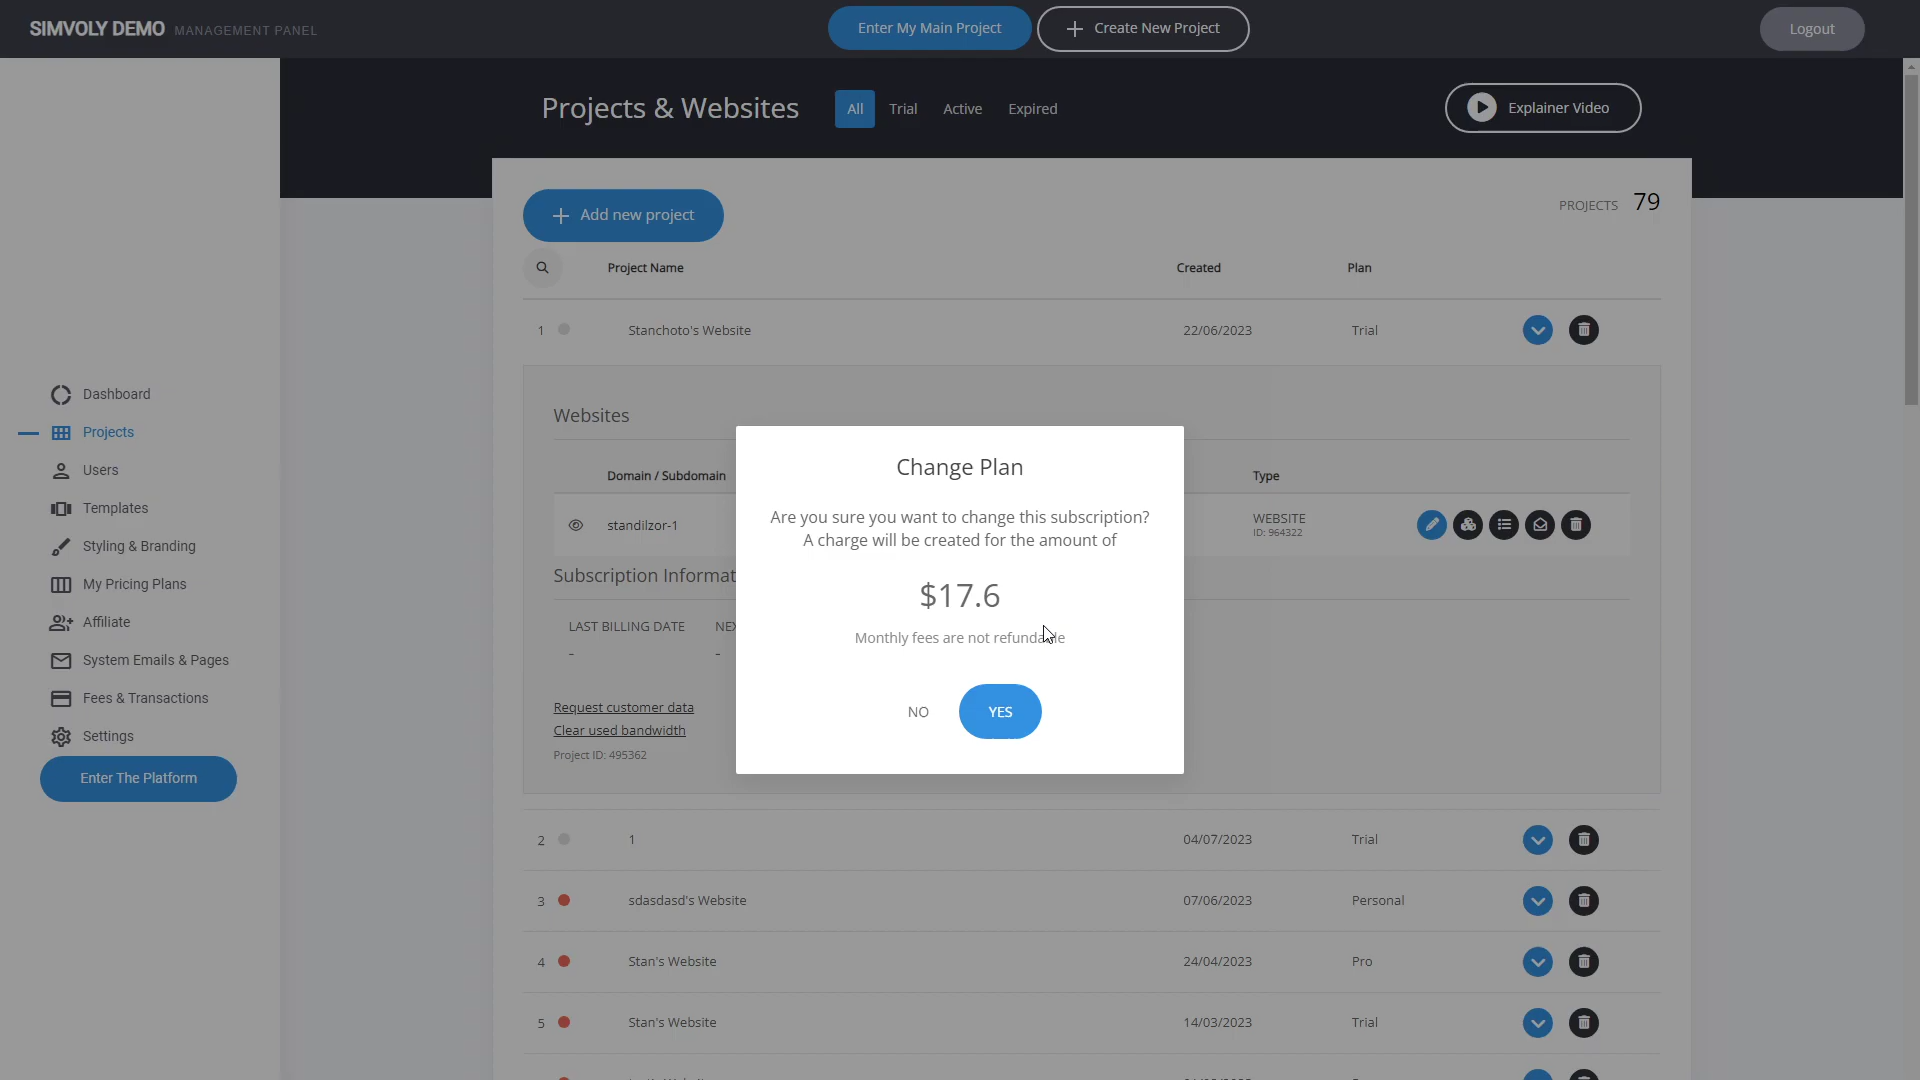 SIMVOLY DEMO MANAGEMENT PANEL
Enter My Main Project
Create New Project
Logout
Projects & Websites
All
Trial
Active
Expired
Explainer Video
Add new project
PROJECTS 79
Project Name
Created
Plan
1
Stanchoto's Website
22/06/2023
Trial
Dashboard
Projects
Users
Templates
Styling & Branding
My Pricing Plans
Affiliate
System Emails & Pages
Fees & Transactions
Settings
Enter The Platform
Websites
Domain / Subdomain
Type
standilzor-1
WEBSITE
ID: 964322
Subscription Informat
LAST BILLING DATE
-
-
Request customer data
Clear used bandwidth
Project ID: 495362
Change Plan
Are you sure you want to change this subscription?
A charge will be created for the amount of
$17.6
Monthly fees are not
NO
YES
2
1
04/07/2023
Trial
3
sdasdasd's Website
07/06/2023
Personal
4
Stan's Website
24/04/2023
Pro
5
Stan's Website
14/03/2023
Trial